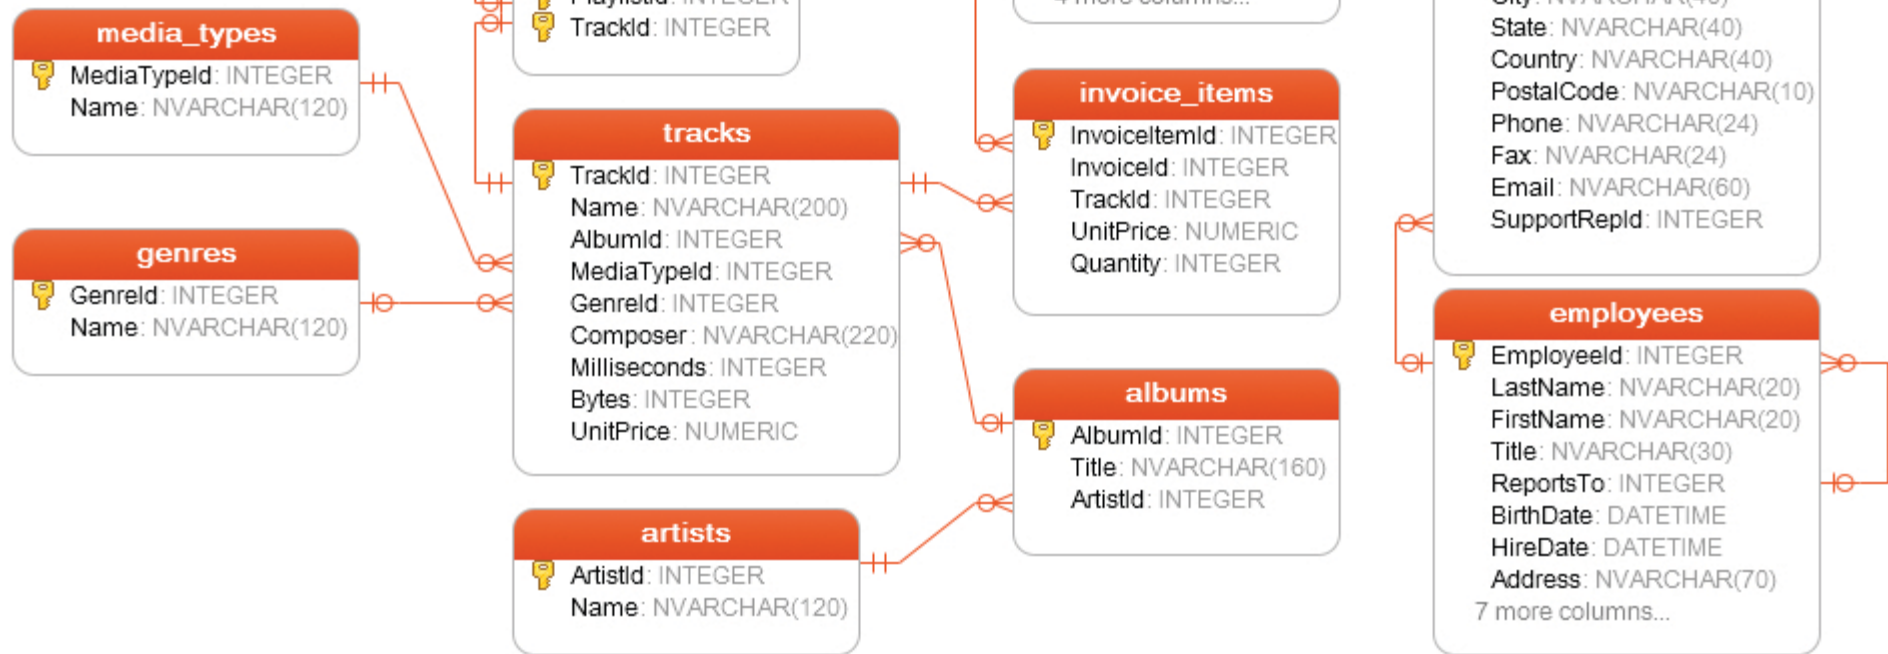 media_types
MediaTypeId: INTEGER
Name: NVARCHAR(120)
genres
GenreId: INTEGER
Name: NVARCHAR(120)
TrackId: INTEGER
tracks
TrackId: INTEGER
Name: NVARCHAR(200)
AlbumId: INTEGER
MediaTypeId: INTEGER
GenreId: INTEGER
Composer: NVARCHAR(220)
Milliseconds: INTEGER
Bytes: INTEGER
UnitPrice: NUMERIC
artists
ArtistId: INTEGER
Name: NVARCHAR(120)
4 more columns...
invoice_items
InvoiceItemId: INTEGER
InvoiceId: INTEGER
TrackId: INTEGER
UnitPrice: NUMERIC
Quantity: INTEGER
albums
AlbumId: INTEGER
Title: NVARCHAR(160)
ArtistId: INTEGER
State: NVARCHAR(40)
Country: NVARCHAR(40)
PostalCode: NVARCHAR(10)
Phone: NVARCHAR(24)
Fax: NVARCHAR(24)
Email: NVARCHAR(60)
SupportRepId: INTEGER
employees
EmployeeId: INTEGER
LastName: NVARCHAR(20)
FirstName: NVARCHAR(20)
Title: NVARCHAR(30)
ReportsTo: INTEGER
BirthDate: DATETIME
HireDate: DATETIME
Address: NVARCHAR(70)
7 more columns...